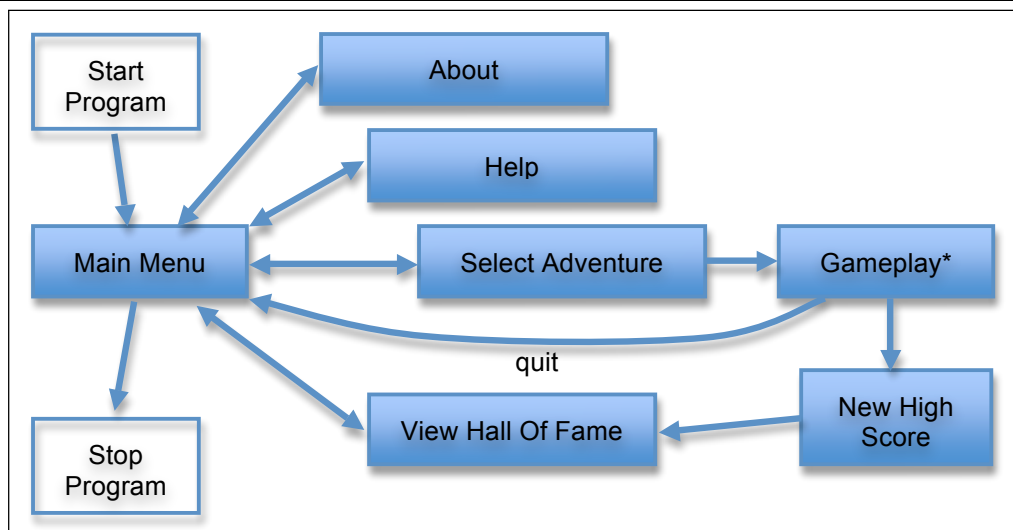 Start
Program
About
Help
Main Menu
Select Adventure
Gameplay*
quit
View Hall Of Fame
New High
Score
Stop
Program